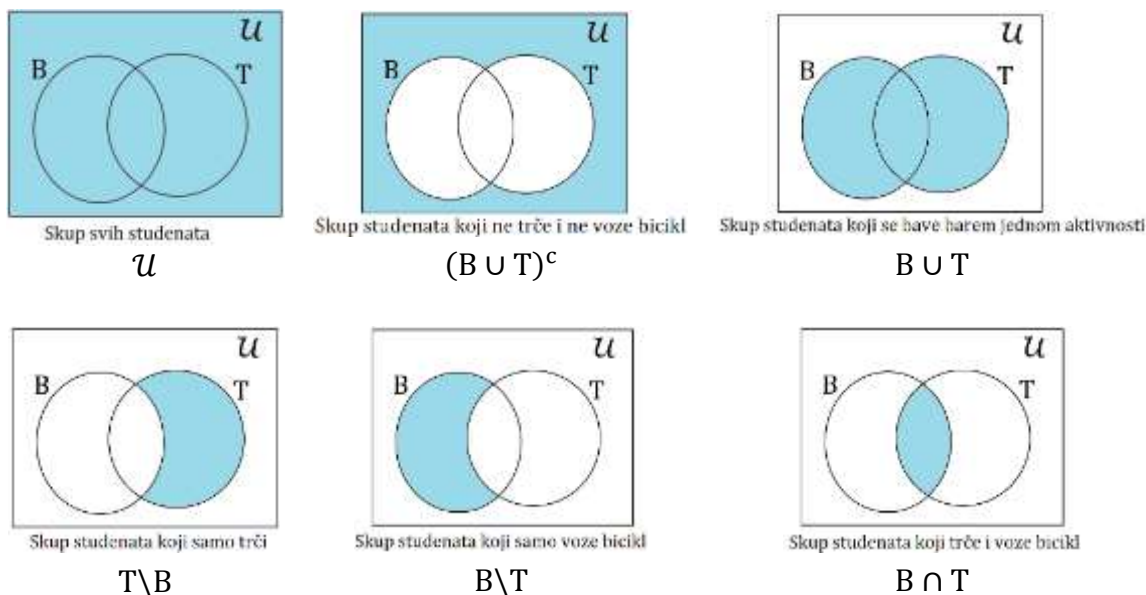 𝒰
B
T
𝒰
B
T
𝒰
B
T
Skup svih studenata
Skup studenata koji ne trče i ne voze bicikl
Skup studenata koji se bave barem jednom aktivnosti
𝒰
(B ∪ T)ᶜ
B ∪ T
𝒰
B
T
𝒰
B
T
𝒰
B
T
Skup studenata koji samo trči
Skup studenata koji samo voze bicikl
Skup studenata koji trče i voze bicikl
T\B
B\T
B ∩ T